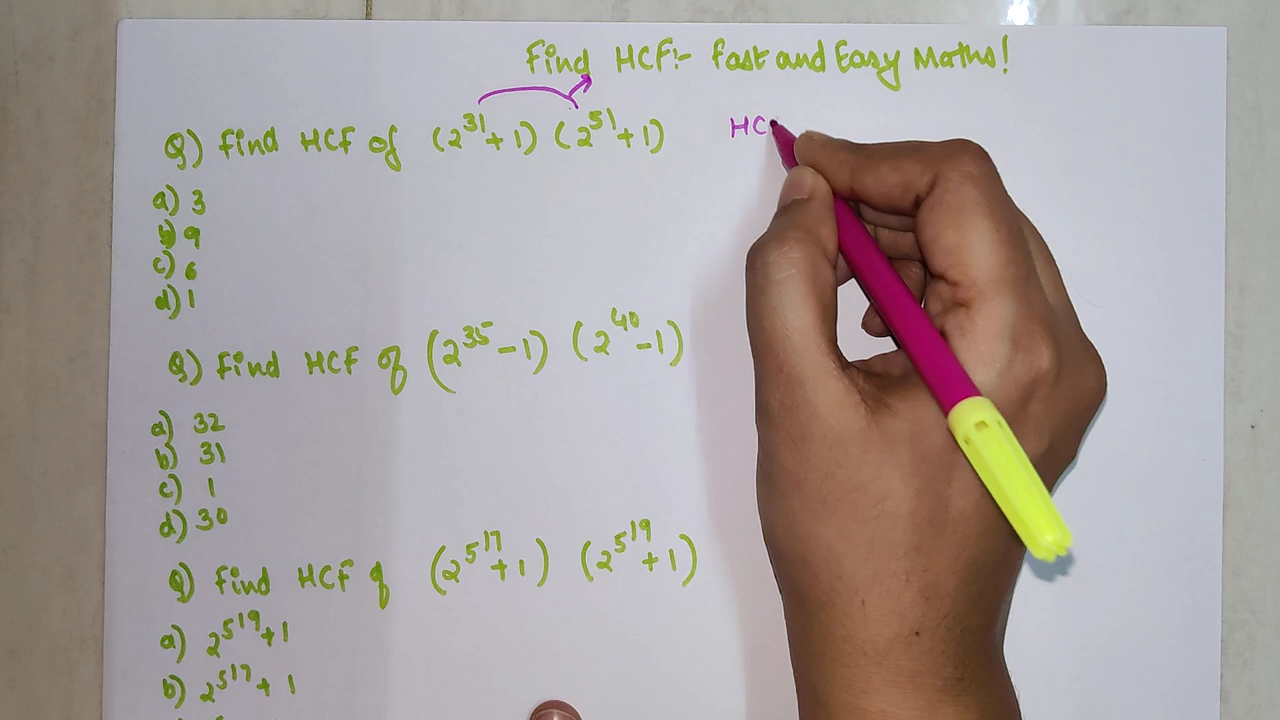 Find HCF:- Fast and Easy Maths!
Q) Find HCF of (2^31+1) (2^51+1)
HC
a) 3
b) 9
c) 6
d) 1
Q) Find HCF of (2^35-1) (2^40-1)
a) 32
b) 31
c) 1
d) 30
Q) Find HCF of (2^5^17+1) (2^5^19+1)
a) 2^5^19+1
b) 2^5^17+1